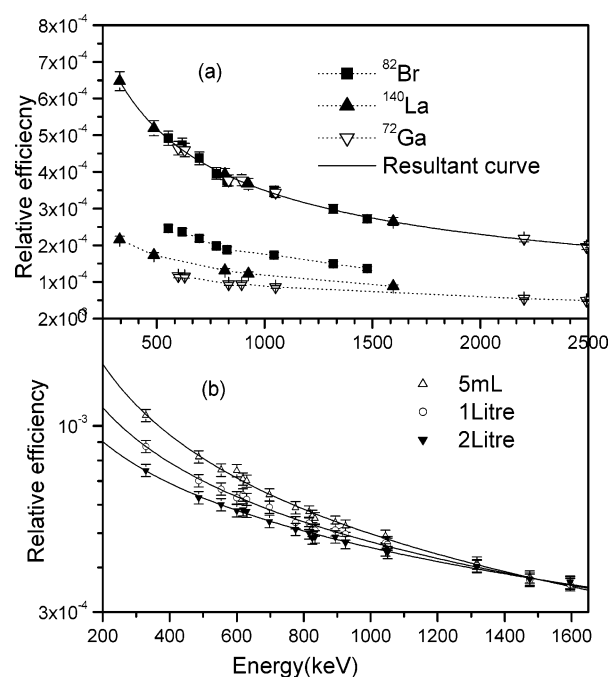 8x10⁻⁴
7x10⁻⁴
6x10⁻⁴
5x10⁻⁴
4x10⁻⁴
3x10⁻⁴
2x10⁻⁴
1x10⁻⁴
Relative efficiecny
(a)
⁸²Br
¹⁴⁰La
⁷²Ga
Resultant curve
500 1000 1500 2000 2500
(b)
5mL
1Litre
2Litre
10⁻³
3x10⁻⁴
Relative efficiency
200 400 600 800 1000 1200 1400 1600
Energy(keV)